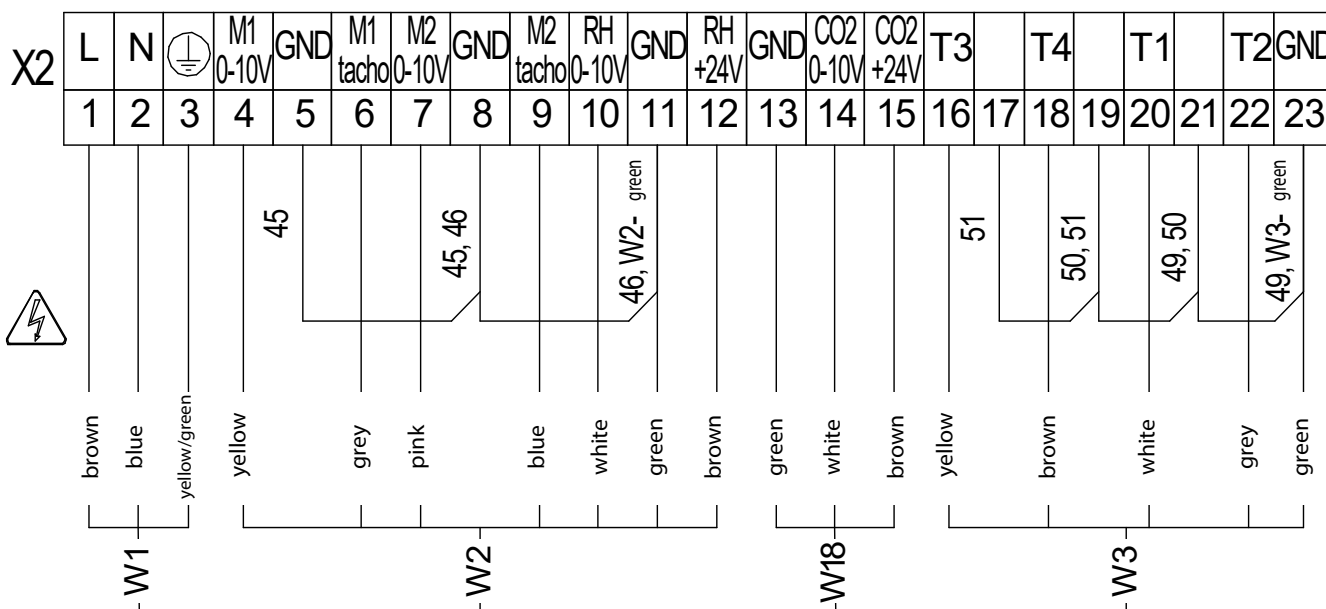 X2
L N M1 0-10V GND M1 tacho M2 0-10V GND M2 tacho RH 0-10V GND RH +24V GND CO2 0-10V CO2 +24V T3 T4 T1 T2 GND
1 2 3 4 5 6 7 8 9 10 11 12 13 14 15 16 17 18 19 20 21 22 23
45
45, 46
46, W2- green
51
50, 51
49, 50
49, W3- green
brown blue yellow/green yellow grey pink blue white green brown green white brown yellow brown white grey green
W1 W2 W18 W3